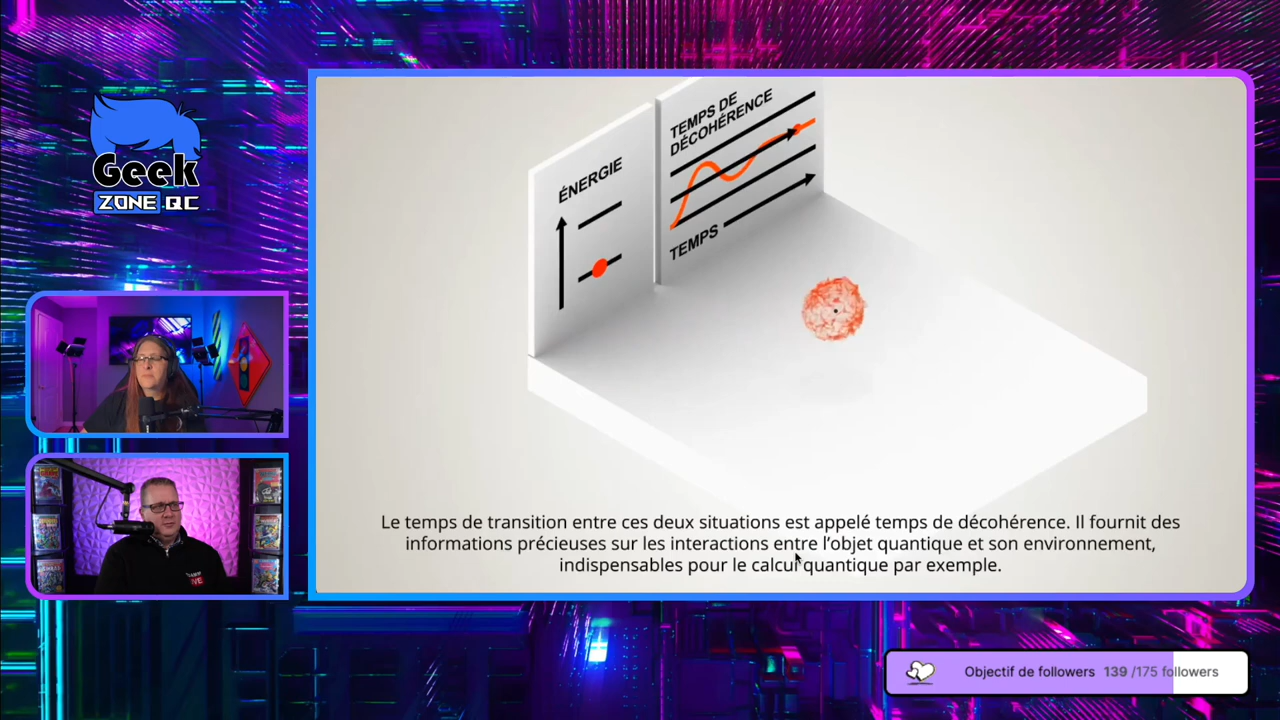 Geek
ZONE QC
ÉNERGIE
TEMPS DE
DÉCOHÉRENCE
TEMPS
Le temps de transition entre ces deux situations est appelé temps de décohérence. Il fournit des
informations précieuses sur les interactions entre l'objet quantique et son environnement,
indispensables pour le calcul quantique par exemple.
Objectif de followers 139 /175 followers